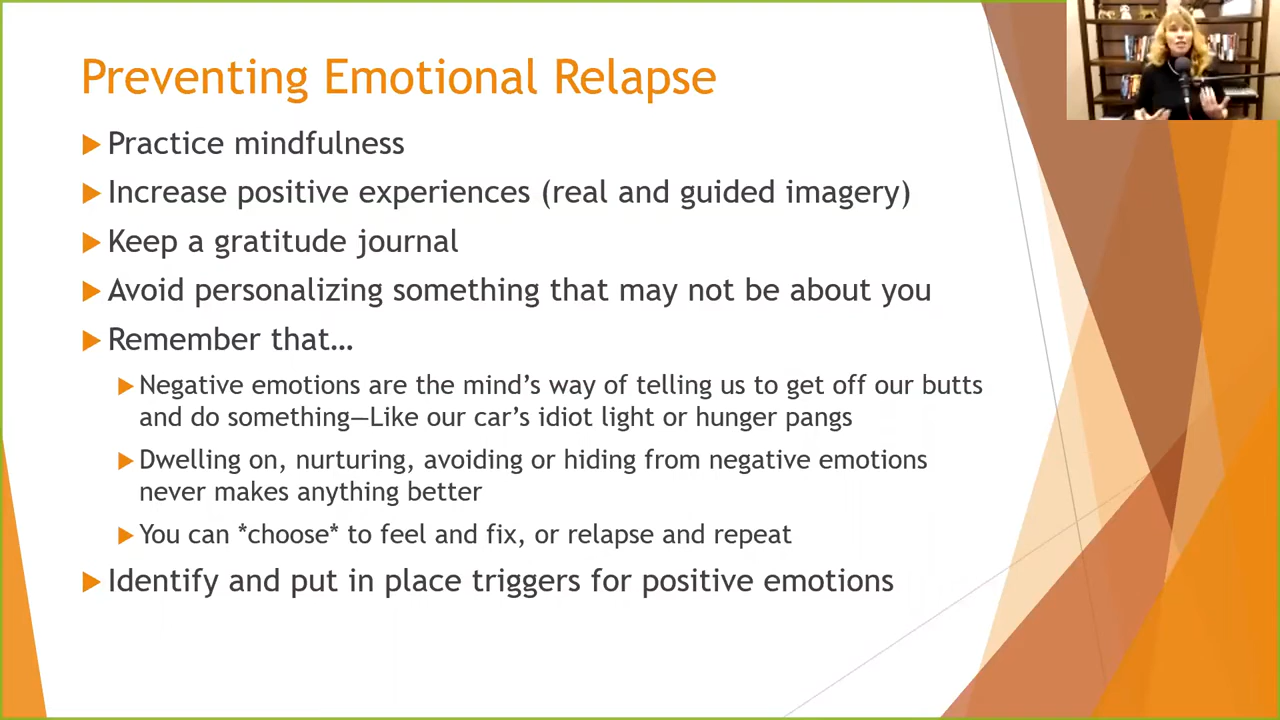 Preventing Emotional Relapse
Practice mindfulness
Increase positive experiences (real and guided imagery)
Keep a gratitude journal
Avoid personalizing something that may not be about you
Remember that…
Negative emotions are the mind’s way of telling us to get off our butts
and do something—Like our car’s idiot light or hunger pangs
Dwelling on, nurturing, avoiding or hiding from negative emotions
never makes anything better
You can *choose* to feel and fix, or relapse and repeat
Identify and put in place triggers for positive emotions